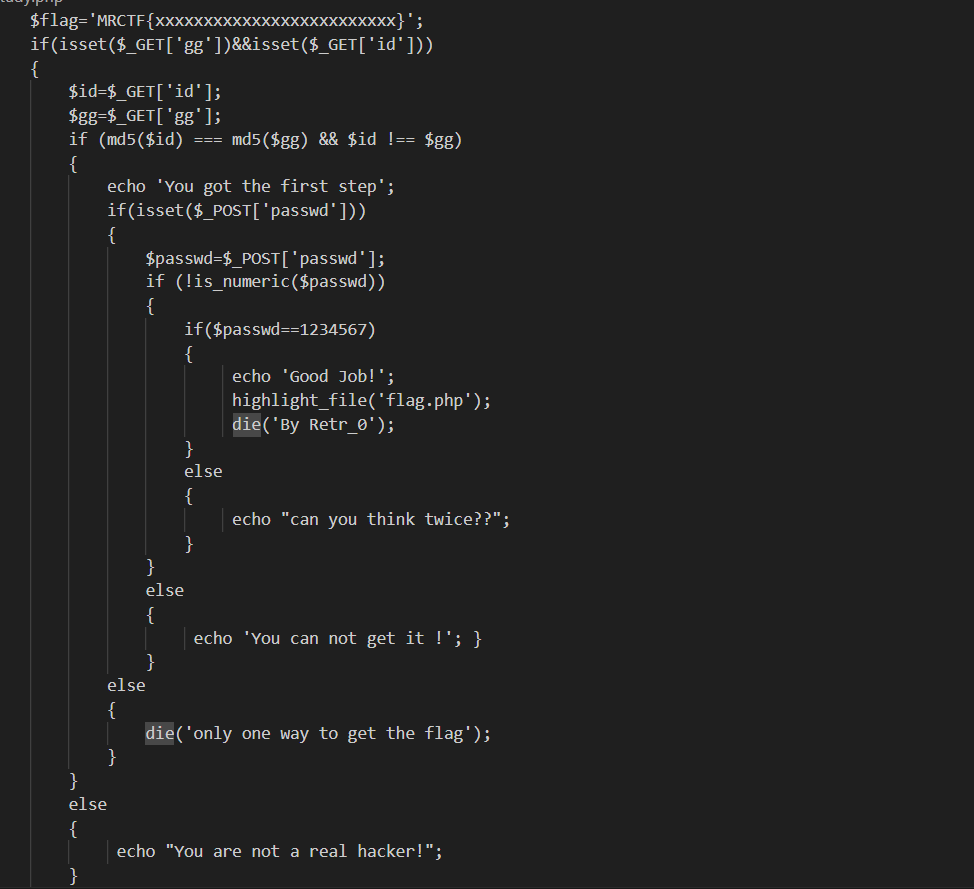 tudy.php
$flag='MRCTF{xxxxxxxxxxxxxxxxxxxxxxxxx}';
if(isset($_GET['gg'])&&isset($_GET['id']))
{
$id=$_GET['id'];
$gg=$_GET['gg'];
if (md5($id) === md5($gg) && $id !== $gg)
{
echo 'You got the first step';
if(isset($_POST['passwd']))
{
$passwd=$_POST['passwd'];
if (!is_numeric($passwd))
{
if($passwd==1234567)
{
echo 'Good Job!';
highlight_file('flag.php');
die('By Retr_0');
}
else
{
echo "can you think twice??";
}
}
else
{
echo 'You can not get it !'; }
}
else
{
die('only one way to get the flag');
}
}
else
{
echo "You are not a real hacker!";
}